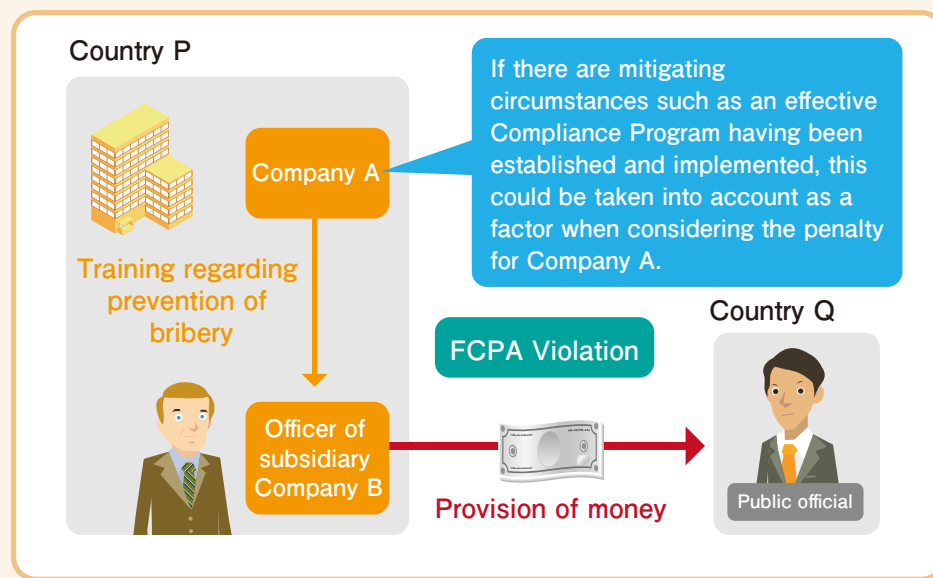 Country P
If there are mitigating
circumstances such as an effective
Compliance Program having been
established and implemented, this
could be taken into account as a
factor when considering the penalty
for Company A.
Company A
Training regarding
prevention of
bribery
Country Q
FCPA Violation
Officer of
subsidiary
Company B
Provision of money
Public official